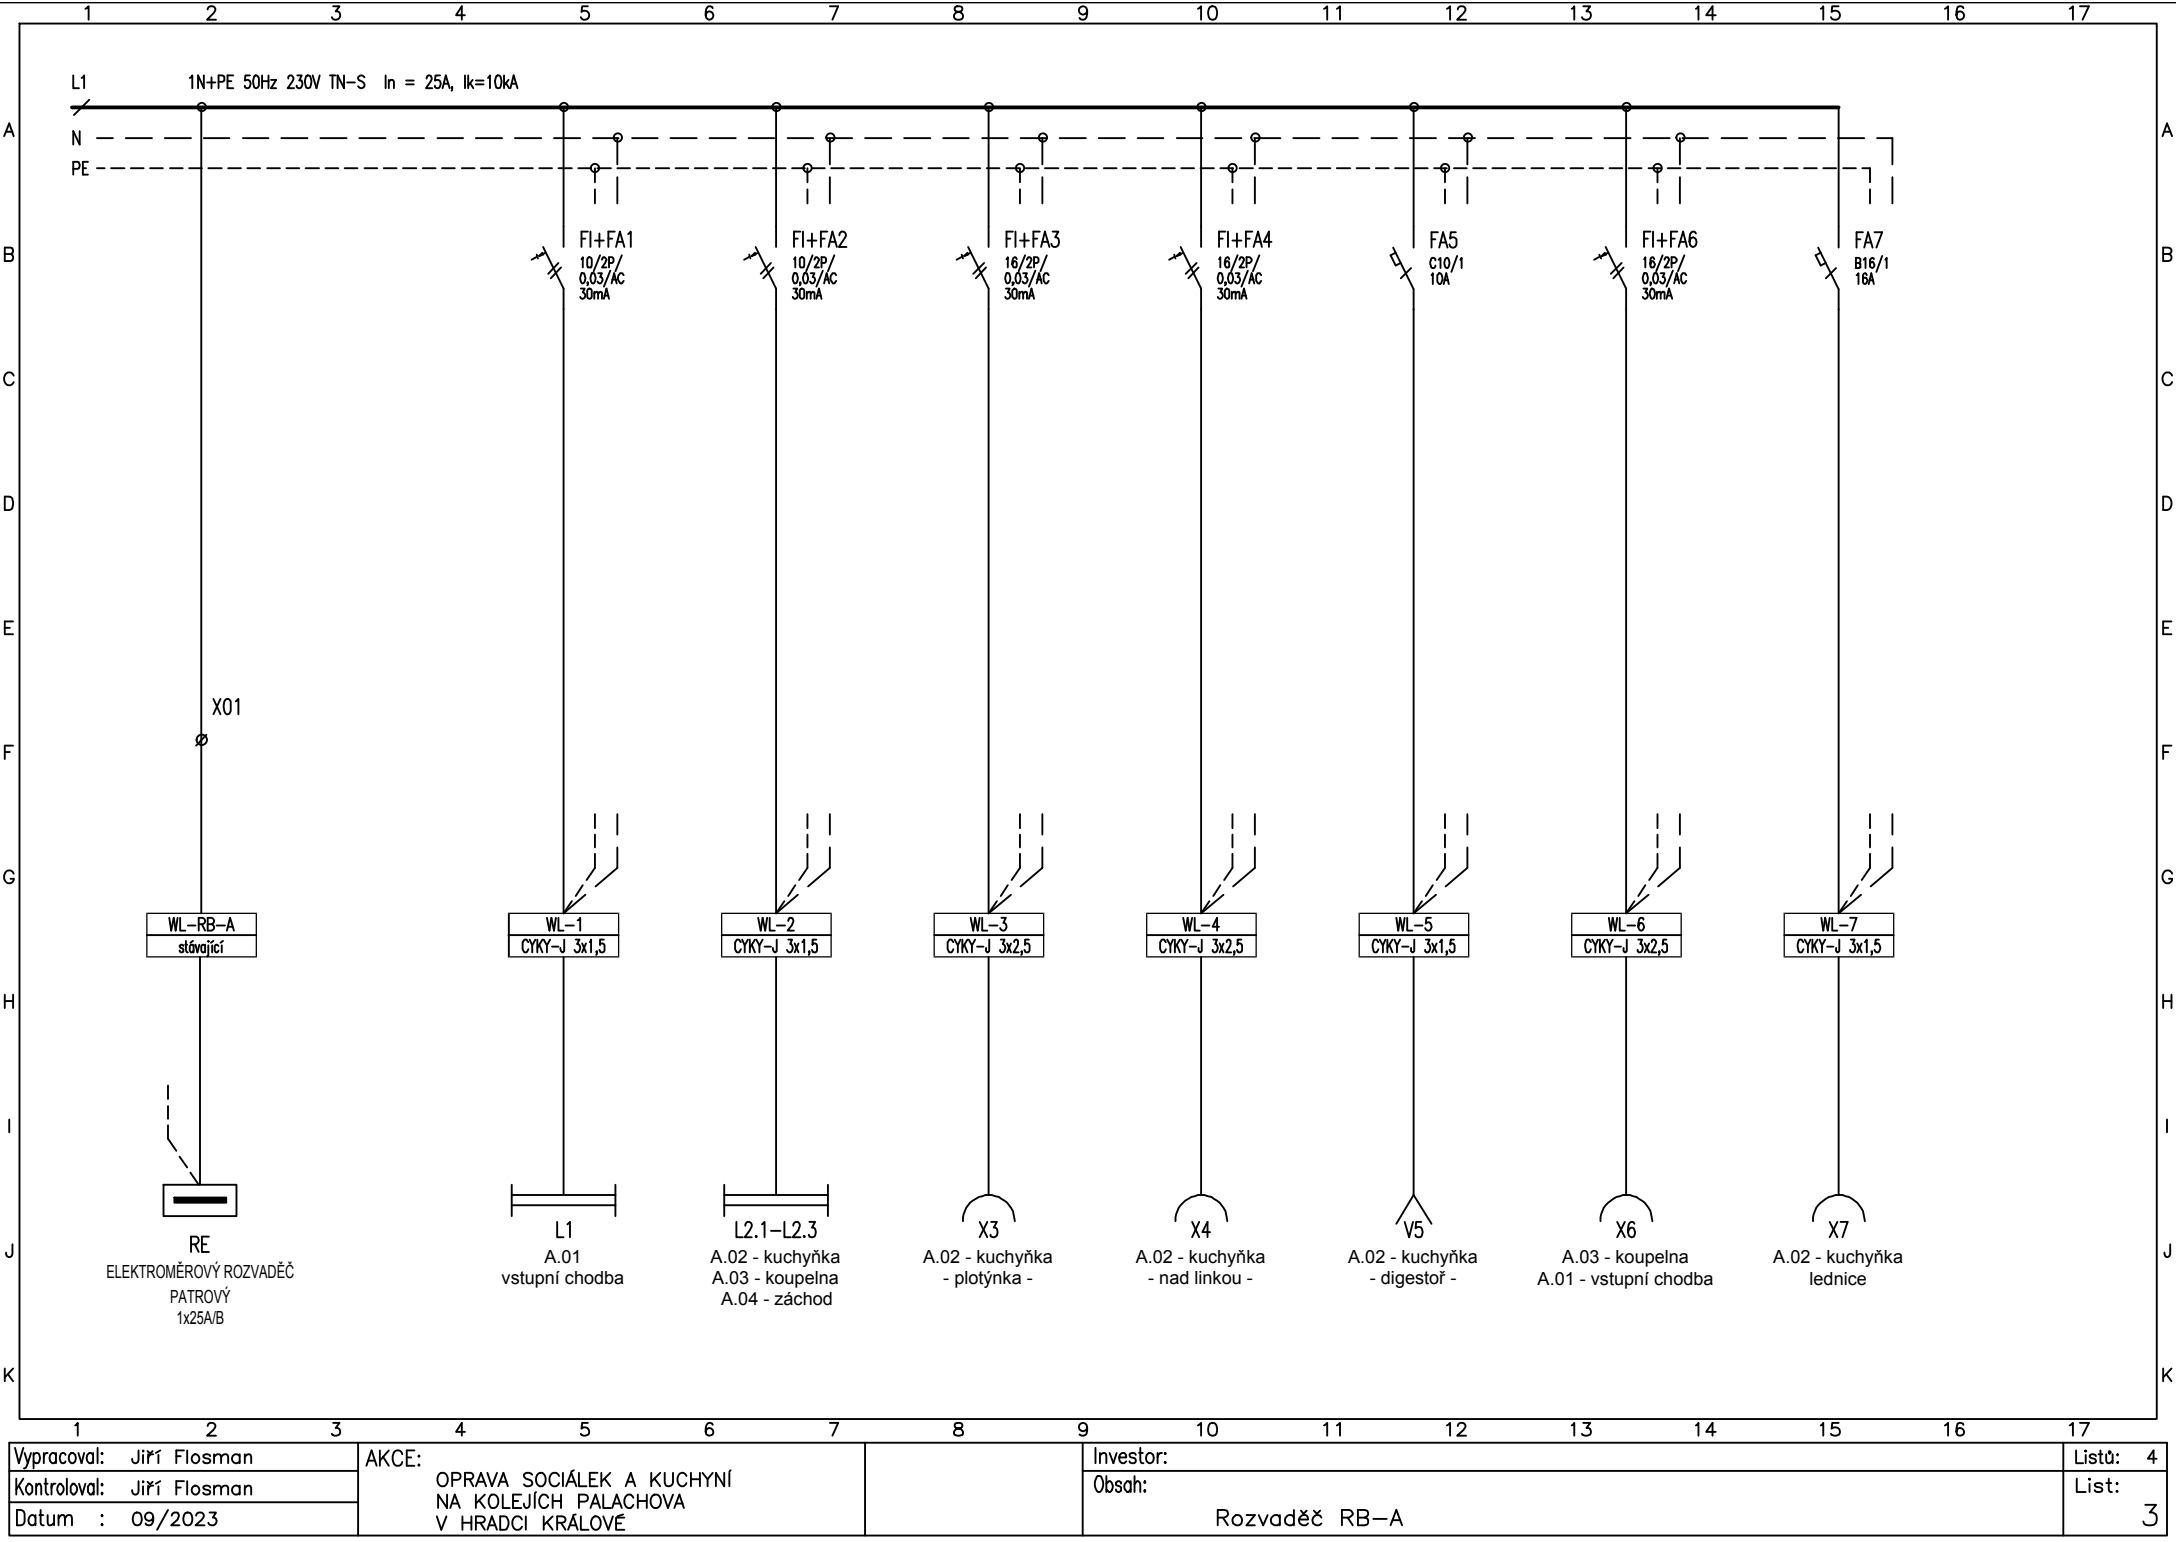 1 2 3 4 5 6 7 8 9 10 11 12 13 14 15 16 17
L1 1N+PE 50Hz 230V TN-S In = 25A, Ik=10kA
A A
N
PE
FI+FA1 FI+FA2 FI+FA3 FI+FA4 FA5 FI+FA6 FA7
B 10/2P/ 10/2P/ 16/2P/ 16/2P/ C10/1 16/2P/ B16/1 B
0,03/AC 0,03/AC 0,03/AC 0,03/AC 10A 0,03/AC 16A
30mA 30mA 30mA 30mA 30mA
C C
D D
E E
X01
F F
G G
WL-RB-A WL-1 WL-2 WL-3 WL-4 WL-5 WL-6 WL-7
stávající CYKY-J 3x1,5 CYKY-J 3x1,5 CYKY-J 3x2,5 CYKY-J 3x2,5 CYKY-J 3x1,5 CYKY-J 3x2,5 CYKY-J 3x1,5
H H
I I
RE L1 L2.1-L2.3 X3 X4 V5 X6 X7
J J
ELEKTROMĚROVÝ ROZVADĚČ A.01 A.02 - kuchyňka A.02 - kuchyňka A.02 - kuchyňka A.02 - kuchyňka A.03 - koupelna A.02 - kuchyňka
PATROVÝ vstupní chodba A.03 - koupelna - plotýnka - - nad linkou - - digestoř - A.01 - vstupní chodba lednice
1x25A/B A.04 - záchod
K K
1 2 3 4 5 6 7 8 9 10 11 12 13 14 15 16 17
Vypracoval: Jiří Flosman
Kontroloval: Jiří Flosman
Datum : 09/2023
AKCE:
OPRAVA SOCIÁLEK A KUCHYNÍ
NA KOLEJÍCH PALACHOVA
V HRADCI KRÁLOVÉ
Investor:
Obsah:
Rozvaděč RB-A
Listů: 4
List:
3